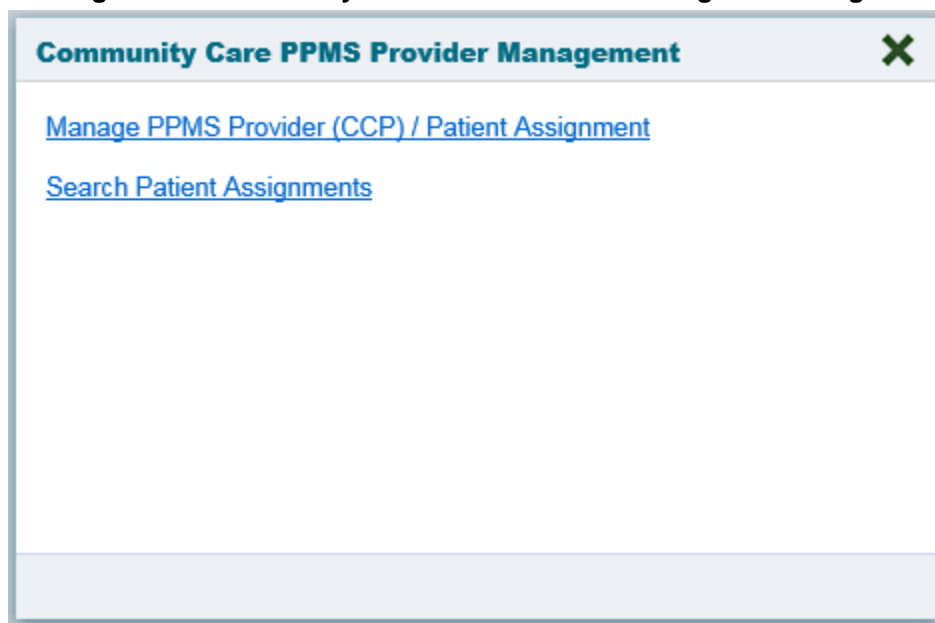 Community Care PPMS Provider Management
Manage PPMS Provider (CCP) / Patient Assignment
Search Patient Assignments